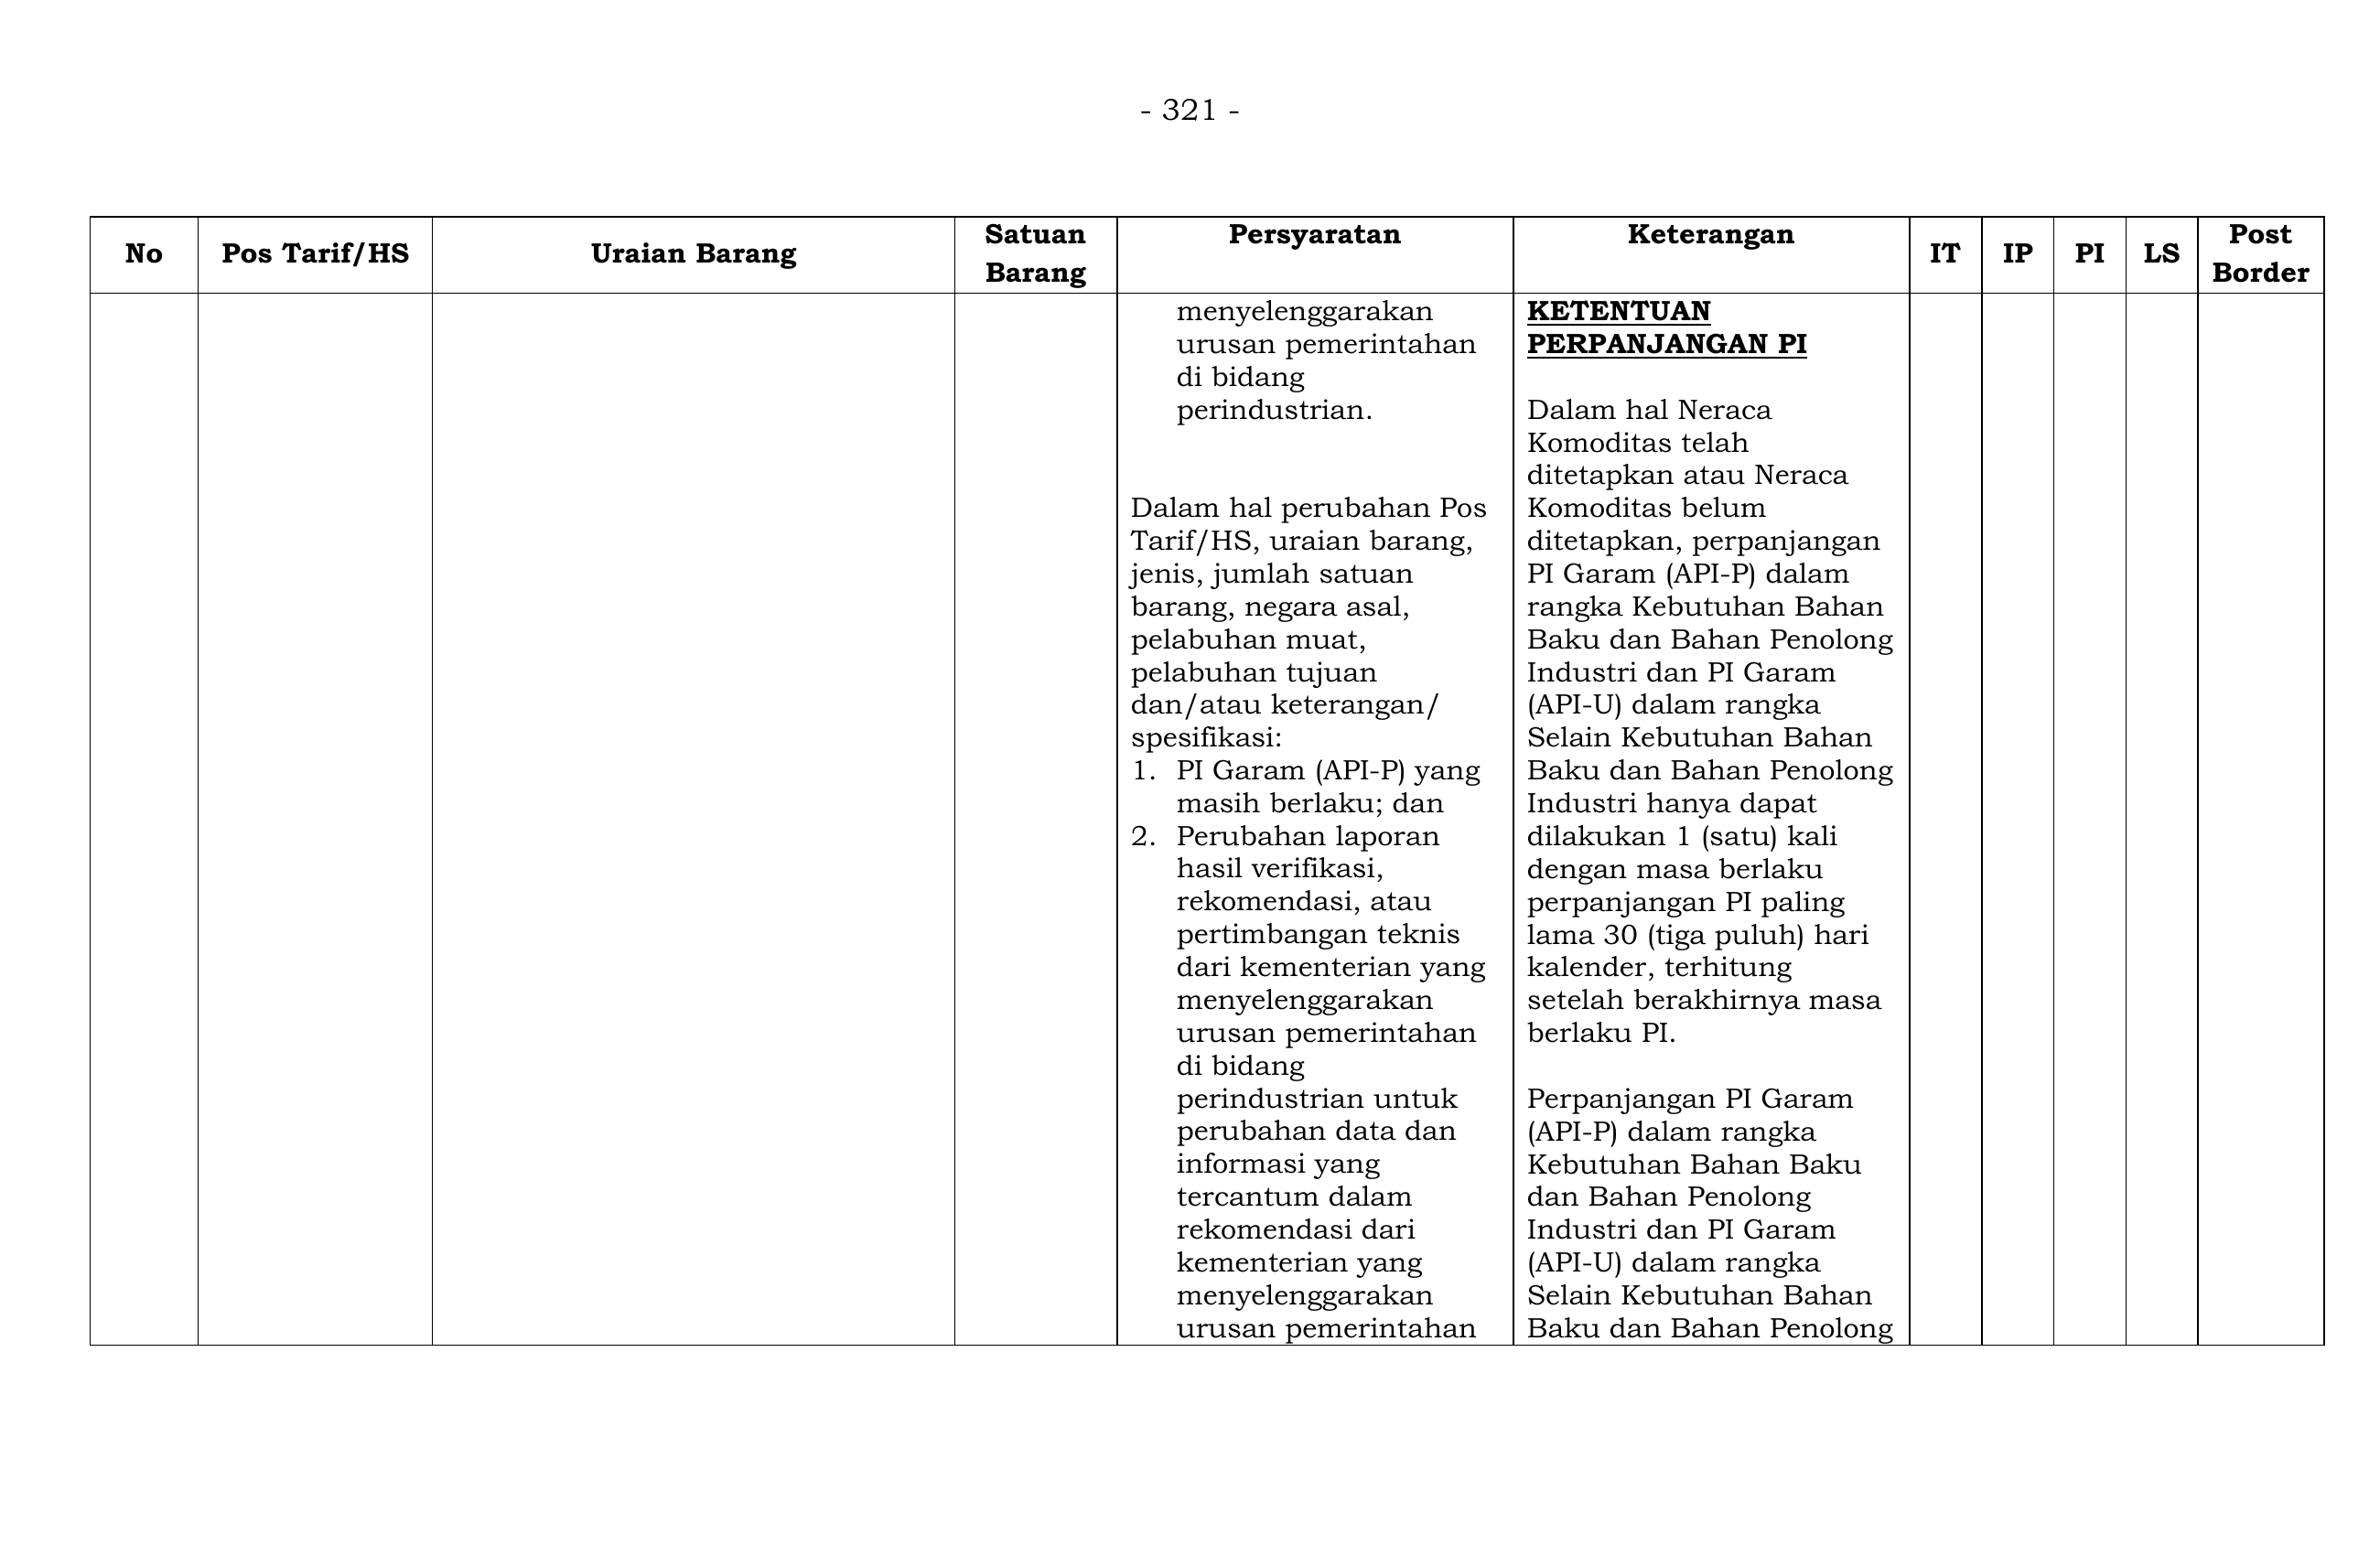 - 321 -
No
Pos Tarif/HS
Uraian Barang
Satuan
Barang
Persyaratan
Keterangan
IT
IP
PI
LS
Post
Border
menyelenggarakan
urusan pemerintahan
di bidang
perindustrian.
Dalam hal perubahan Pos
Tarif/HS, uraian barang,
jenis, jumlah satuan
barang, negara asal,
pelabuhan muat,
pelabuhan tujuan
dan/atau keterangan/
spesifikasi:
1. PI Garam (API-P) yang
masih berlaku; dan
2. Perubahan laporan
hasil verifikasi,
rekomendasi, atau
pertimbangan teknis
dari kementerian yang
menyelenggarakan
urusan pemerintahan
di bidang
perindustrian untuk
perubahan data dan
informasi yang
tercantum dalam
rekomendasi dari
kementerian yang
menyelenggarakan
urusan pemerintahan
KETENTUAN
PERPANJANGAN PI
Dalam hal Neraca
Komoditas telah
ditetapkan atau Neraca
Komoditas belum
ditetapkan, perpanjangan
PI Garam (API-P) dalam
rangka Kebutuhan Bahan
Baku dan Bahan Penolong
Industri dan PI Garam
(API-U) dalam rangka
Selain Kebutuhan Bahan
Baku dan Bahan Penolong
Industri hanya dapat
dilakukan 1 (satu) kali
dengan masa berlaku
perpanjangan PI paling
lama 30 (tiga puluh) hari
kalender, terhitung
setelah berakhirnya masa
berlaku PI.
Perpanjangan PI Garam
(API-P) dalam rangka
Kebutuhan Bahan Baku
dan Bahan Penolong
Industri dan PI Garam
(API-U) dalam rangka
Selain Kebutuhan Bahan
Baku dan Bahan Penolong